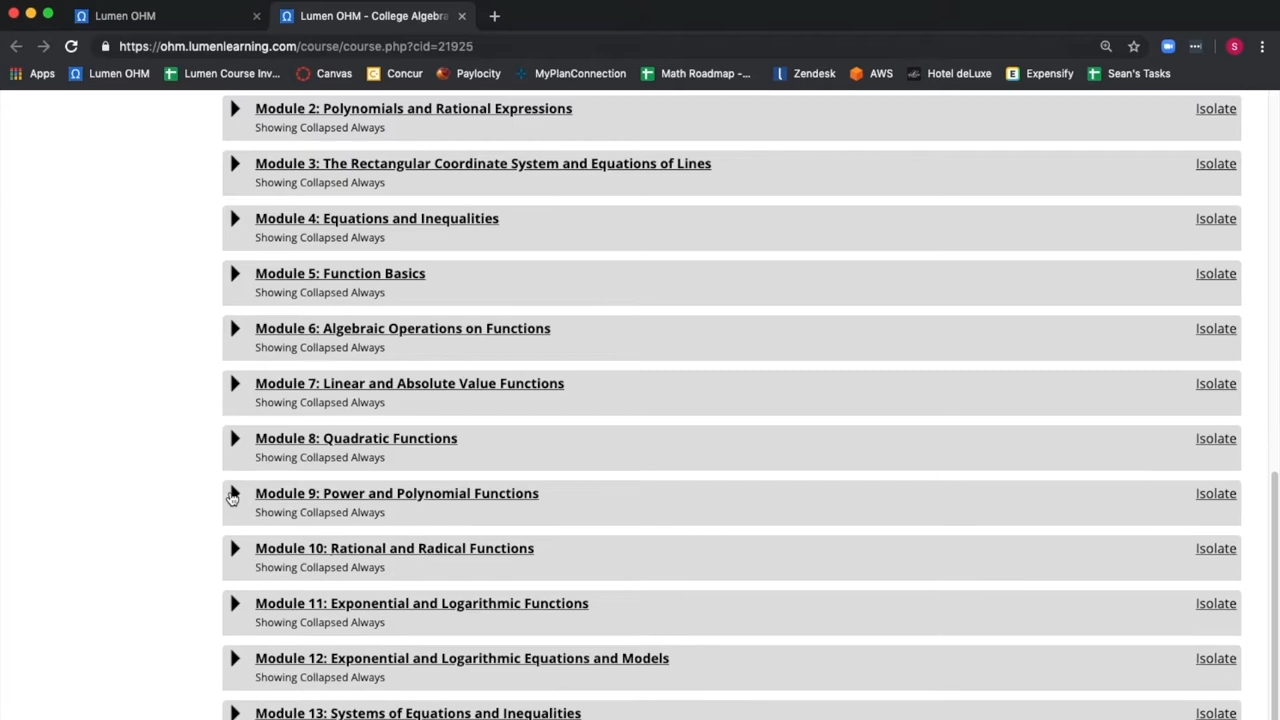 Lumen OHM
Lumen OHM - College Algebra
https://ohm.lumenlearning.com/course/course.php?cid=21925
S
Apps Lumen OHM Lumen Course Inv... Canvas Concur Paylocity MyPlanConnection Math Roadmap -... Zendesk AWS Hotel deLuxe Expensify Sean's Tasks
Module 2: Polynomials and Rational Expressions Isolate
Showing Collapsed Always
Module 3: The Rectangular Coordinate System and Equations of Lines Isolate
Showing Collapsed Always
Module 4: Equations and Inequalities Isolate
Showing Collapsed Always
Module 5: Function Basics Isolate
Showing Collapsed Always
Module 6: Algebraic Operations on Functions Isolate
Showing Collapsed Always
Module 7: Linear and Absolute Value Functions Isolate
Showing Collapsed Always
Module 8: Quadratic Functions Isolate
Showing Collapsed Always
Module 9: Power and Polynomial Functions Isolate
Showing Collapsed Always
Module 10: Rational and Radical Functions Isolate
Showing Collapsed Always
Module 11: Exponential and Logarithmic Functions Isolate
Showing Collapsed Always
Module 12: Exponential and Logarithmic Equations and Models Isolate
Showing Collapsed Always
Module 13: Systems of Equations and Inequalities Isolate